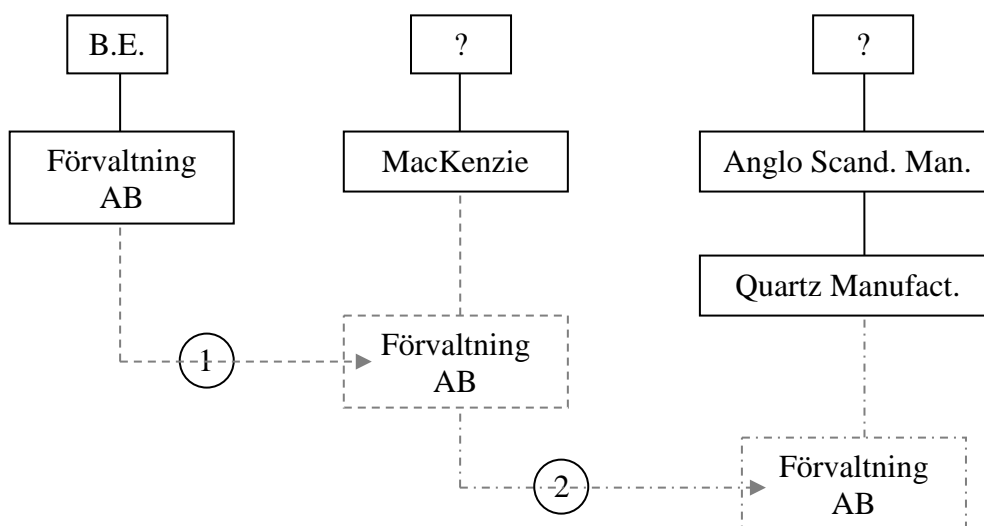 B.E.
?
?
Förvaltning
AB
MacKenzie
Anglo Scand. Man.
Quartz Manufact.
1
Förvaltning
AB
2
Förvaltning
AB